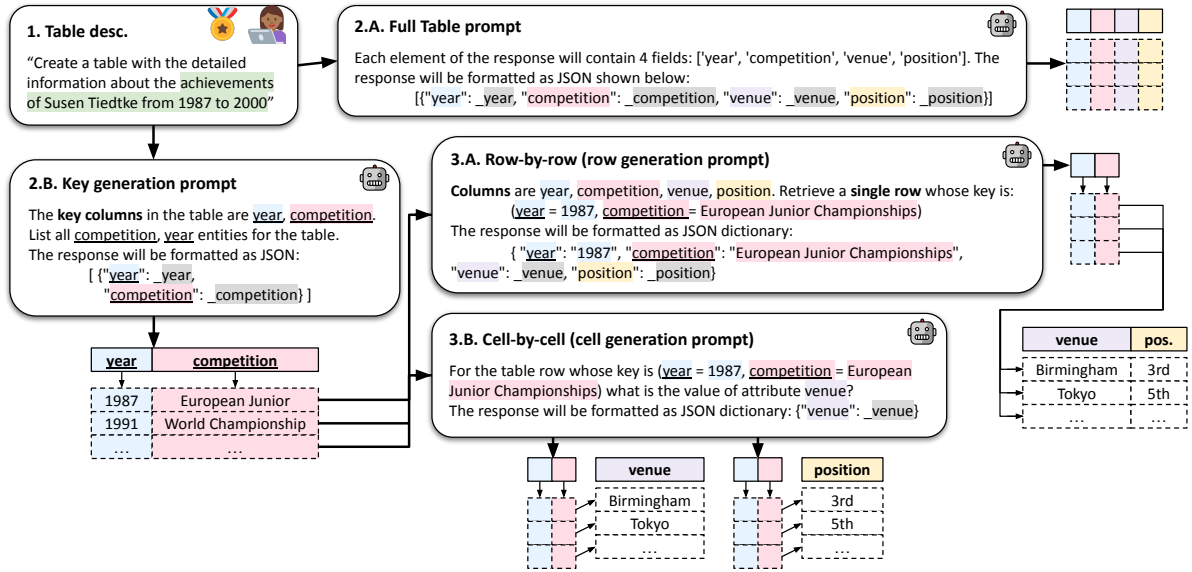 1. Table desc.
“Create a table with the detailed
information about the achievements
of Susen Tiedtke from 1987 to 2000”
2.A. Full Table prompt
Each element of the response will contain 4 fields: ['year', 'competition', 'venue', 'position']. The
response will be formatted as JSON shown below:
[{"year": _year, "competition": _competition, "venue": _venue, "position": _position}]
2.B. Key generation prompt
The key columns in the table are year, competition.
List all competition, year entities for the table.
The response will be formatted as JSON:
[ {"year": _year,
"competition": _competition} ]
year competition
1987 European Junior
1991 World Championship
... ...
3.A. Row-by-row (row generation prompt)
Columns are year, competition, venue, position. Retrieve a single row whose key is:
(year = 1987, competition = European Junior Championships)
The response will be formatted as JSON dictionary:
{ "year": "1987", "competition": "European Junior Championships",
"venue": _venue, "position": _position}
venue pos.
Birmingham 3rd
Tokyo 5th
... ...
3.B. Cell-by-cell (cell generation prompt)
For the table row whose key is (year = 1987, competition = European
Junior Championships) what is the value of attribute venue?
The response will be formatted as JSON dictionary: {"venue": _venue}
venue
Birmingham
Tokyo
...
position
3rd
5th
...